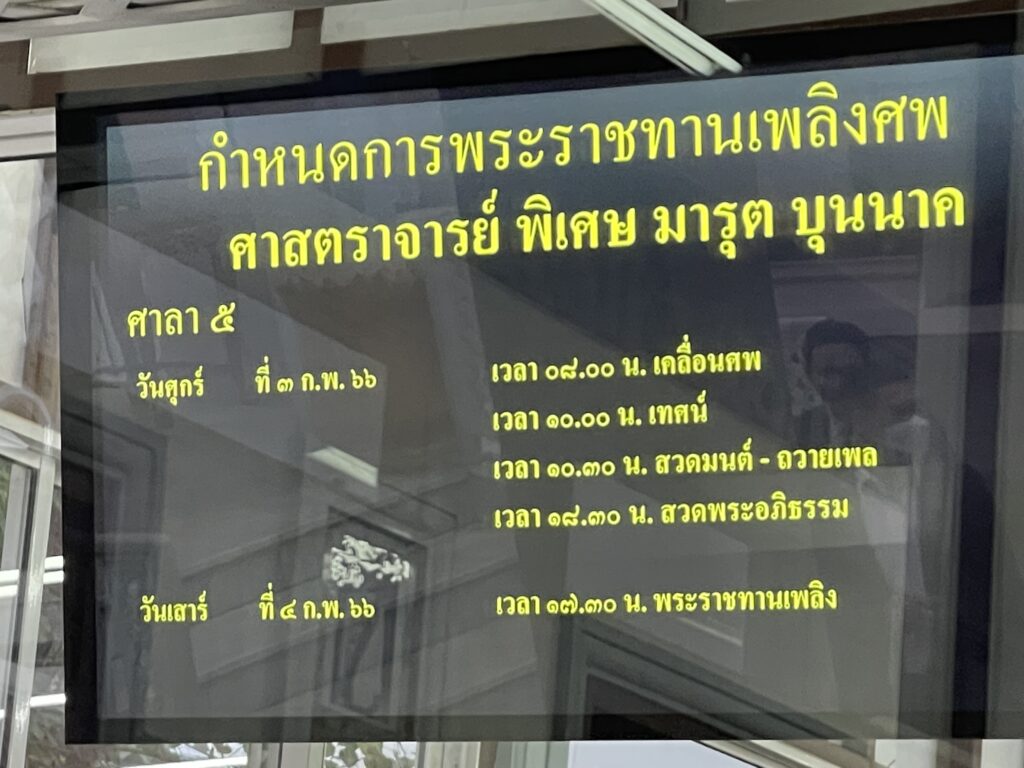 กำหนดการพระราชทานเพลิงศพ
ศาสตราจารย์ พิเศษ มารุต บุนนาค
ศาลา ๕
วันศุกร์ ที่ ๓ ก.พ. ๖๖ เวลา ๐๘.๐๐ น. เคลื่อนศพ
เวลา ๑๐.๐๐ น. เทศน์
เวลา ๑๐.๓๐ น. สวดมนต์ - ถวายเพล
เวลา ๑๘.๓๐ น. สวดพระอภิธรรม
วันเสาร์ ที่ ๔ ก.พ. ๖๖ เวลา ๑๗.๓๐ น. พระราชทานเพลิง